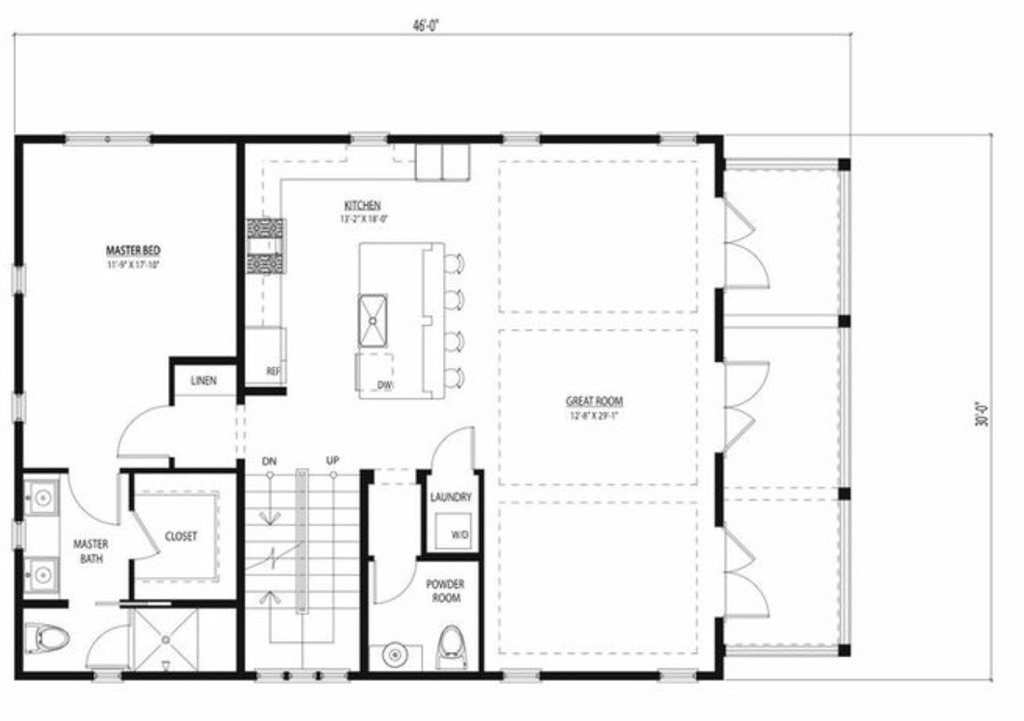 46'-0"
KITCHEN
13'-2" X 18'-0"
MASTER BED
11'-9" X 17'-10"
REF
LINEN
DW
GREAT ROOM
12'-8" X 29'-1"
30'-0"
DN
UP
LAUNDRY
W/D
CLOSET
MASTER
BATH
POWDER
ROOM